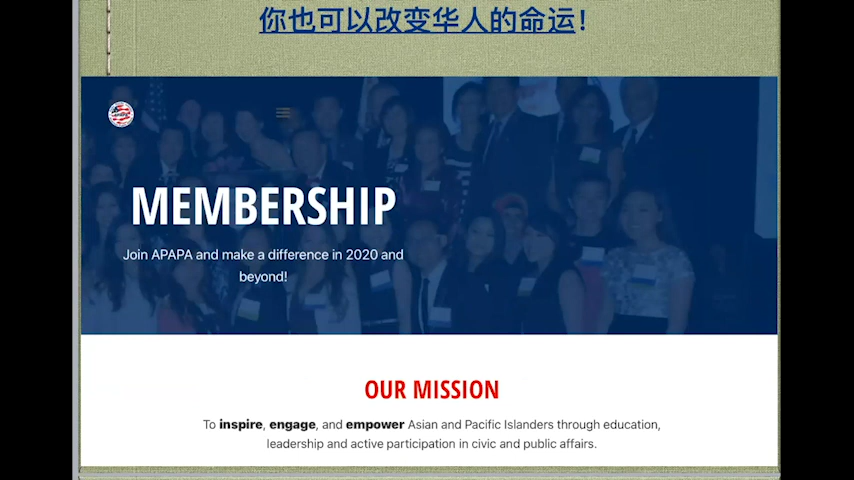 你也可以改变华人的命运！
MEMBERSHIP
Join APAPA and make a difference in 2020 and
beyond!
OUR MISSION
To inspire, engage, and empower Asian and Pacific Islanders through education,
leadership and active participation in civic and public affairs.